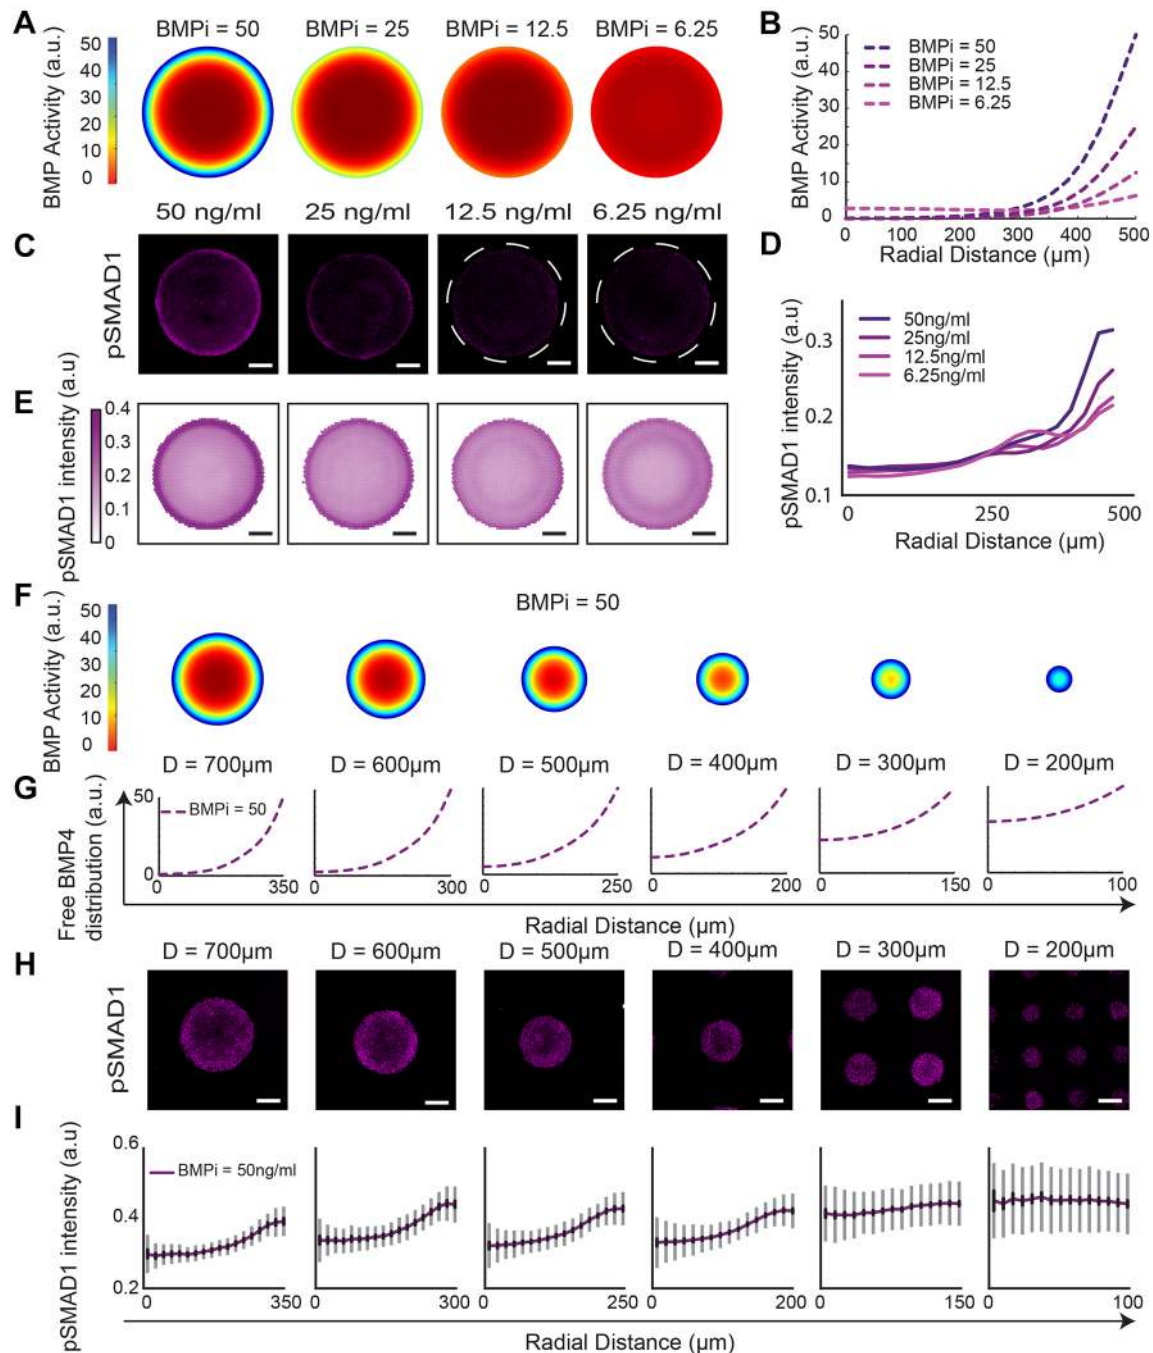 A
BMP Activity (a.u.)
50
40
30
20
10
0
BMPi = 50
BMPi = 25
BMPi = 12.5
BMPi = 6.25
B
BMP Activity (a.u.)
50
40
30
20
10
0
BMPi = 50
BMPi = 25
BMPi = 12.5
BMPi = 6.25
0 100 200 300 400 500
Radial Distance (µm)
50 ng/ml
25 ng/ml
12.5 ng/ml
6.25 ng/ml
C
pSMAD1
D
pSMAD1 intensity (a.u)
0.3
0.2
0.1
50ng/ml
25ng/ml
12.5ng/ml
6.25ng/ml
0 250 500
Radial Distance (µm)
E
pSMAD1 intensity (a.u)
0.4
0.3
0.2
0.1
0
F
BMPi = 50
BMP Activity (a.u.)
50
40
30
20
10
0
D = 700µm
D = 600µm
D = 500µm
D = 400µm
D = 300µm
D = 200µm
G
Free BMP4
distribution (a.u.)
50
0
BMPi = 50
0 350
0 300
0 250
0 200
0 150
0 100
Radial Distance (µm)
H
D = 700µm
D = 600µm
D = 500µm
D = 400µm
D = 300µm
D = 200µm
pSMAD1
I
pSMAD1 intensity (a.u)
0.6
0.4
0.2
BMPi = 50ng/ml
0 350
0 300
0 250
0 200
0 150
0 100
Radial Distance (µm)